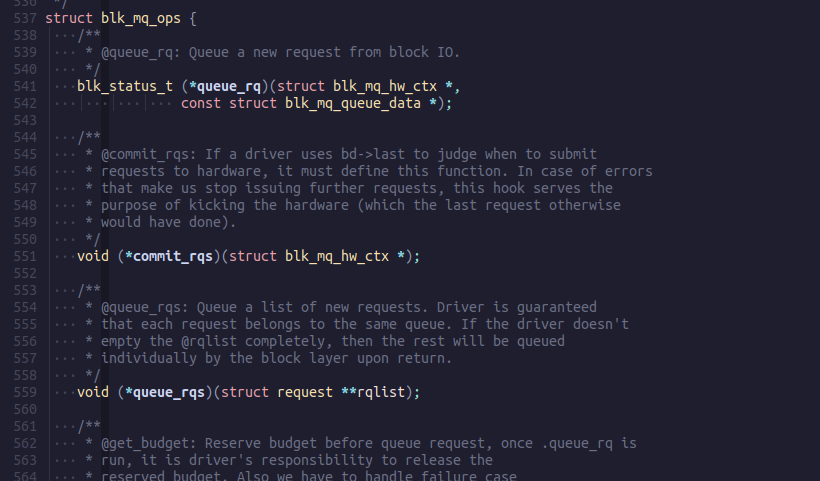 536 */
537 struct blk_mq_ops {
538 /**
539 * @queue_rq: Queue a new request from block IO.
540 */
541 blk_status_t (*queue_rq)(struct blk_mq_hw_ctx *,
542 const struct blk_mq_queue_data *);
543
544 /**
545 * @commit_rqs: If a driver uses bd->last to judge when to submit
546 * requests to hardware, it must define this function. In case of errors
547 * that make us stop issuing further requests, this hook serves the
548 * purpose of kicking the hardware (which the last request otherwise
549 * would have done).
550 */
551 void (*commit_rqs)(struct blk_mq_hw_ctx *);
552
553 /**
554 * @queue_rqs: Queue a list of new requests. Driver is guaranteed
555 * that each request belongs to the same queue. If the driver doesn't
556 * empty the @rqlist completely, then the rest will be queued
557 * individually by the block layer upon return.
558 */
559 void (*queue_rqs)(struct request **rqlist);
560
561 /**
562 * @get_budget: Reserve budget before queue request, once .queue_rq is
563 * run, it is driver's responsibility to release the
564 * reserved budget. Also we have to handle failure case